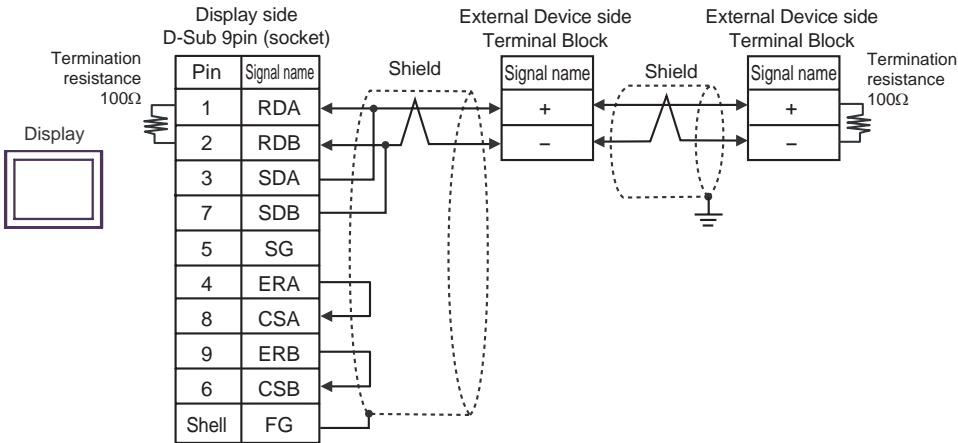 Display side
D-Sub 9pin (socket)
External Device side
Terminal Block
External Device side
Terminal Block
Termination
resistance
100Ω
Display
Pin Signal name
1 RDA
2 RDB
3 SDA
7 SDB
5 SG
4 ERA
8 CSA
9 ERB
6 CSB
Shell FG
Shield
Signal name
+
−
Shield
Signal name
+
−
Termination
resistance
100Ω